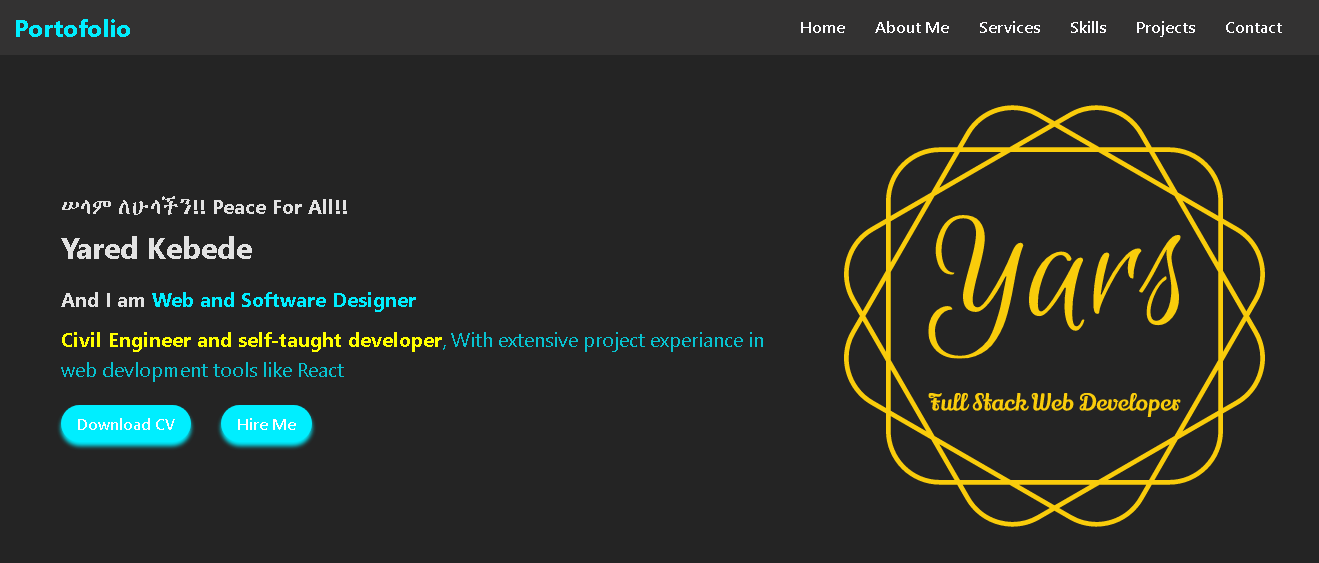 Portofolio
Home About Me Services Skills Projects Contact
ሠላም ለሁላችን!! Peace For All!!
Yared Kebede
And I am Web and Software Designer
Civil Engineer and self-taught developer, With extensive project experiance in
web devlopment tools like React
Download CV Hire Me
Yars
Full Stack Web Developer